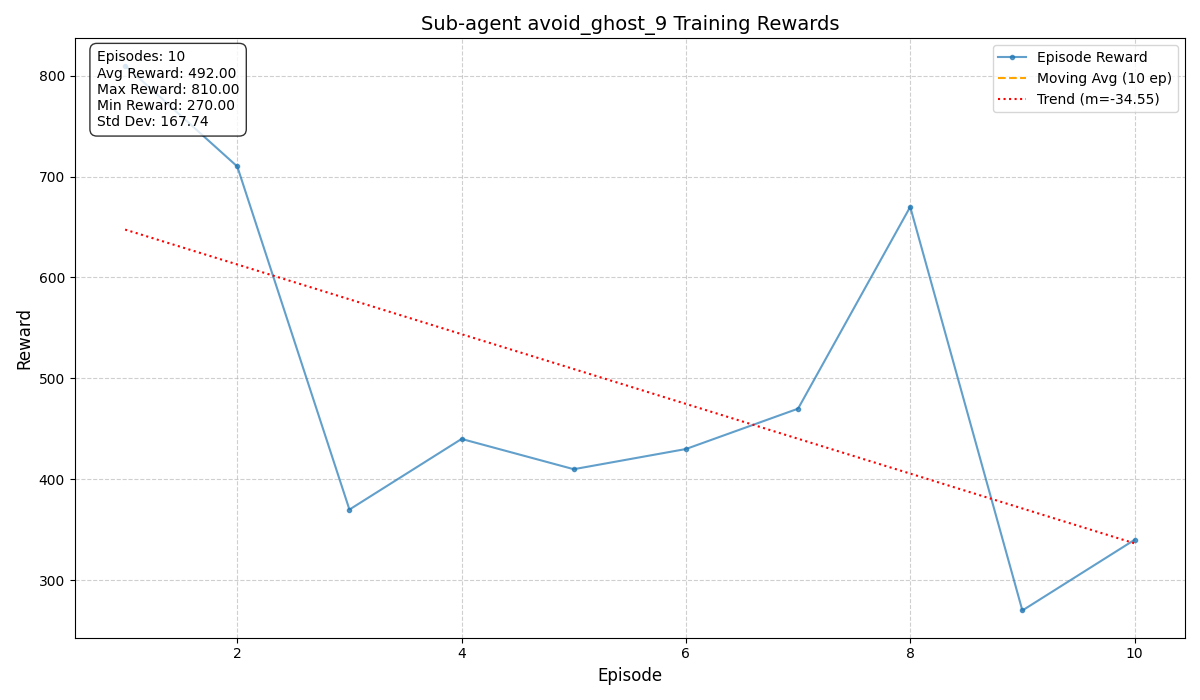 Sub-agent avoid_ghost_9 Training Rewards
Episodes: 10
Avg Reward: 492.00
Max Reward: 810.00
Min Reward: 270.00
Std Dev: 167.74
Episode Reward
Moving Avg (10 ep)
Trend (m=-34.55)
800
700
600
500
400
300
Reward
2 4 6 8 10
Episode